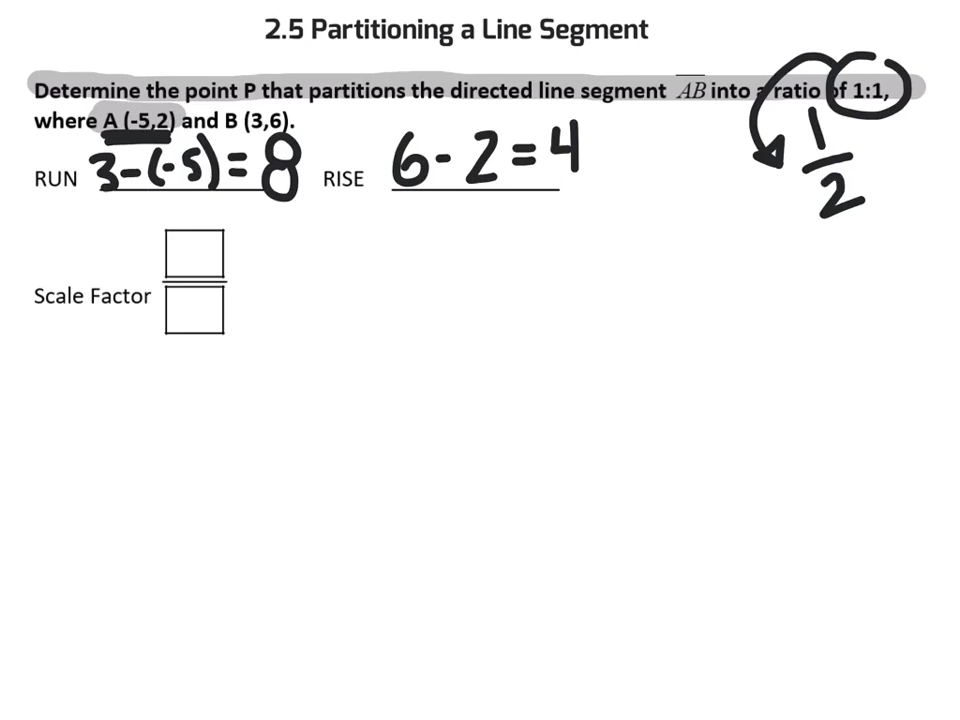 2.5 Partitioning a Line Segment
Determine the point P that partitions the directed line segment AB into a ratio of 1:1,
where A (-5,2) and B (3,6).
1/2
RUN 3-(-5)=8 RISE 6-2=4
Scale Factor